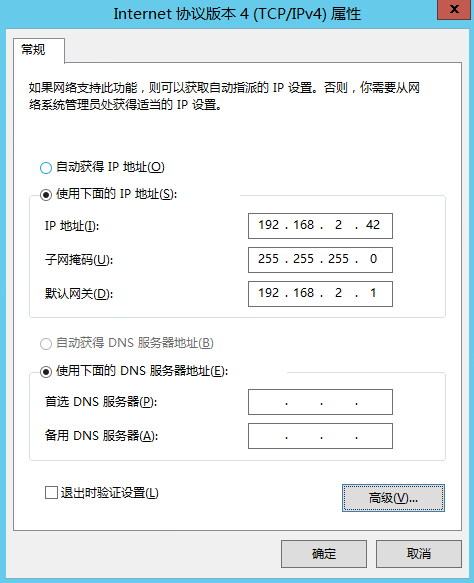 Internet 协议版本 4 (TCP/IPv4) 属性
x
常规
如果网络支持此功能，则可以获取自动指派的 IP 设置。否则，你需要从网
络系统管理员处获得适当的 IP 设置。
自动获得 IP 地址(O)
使用下面的 IP 地址(S):
IP 地址(I): 192 . 168 . 2 . 42
子网掩码(U): 255 . 255 . 255 . 0
默认网关(D): 192 . 168 . 2 . 1
自动获得 DNS 服务器地址(B)
使用下面的 DNS 服务器地址(E):
首选 DNS 服务器(P): . . .
备用 DNS 服务器(A): . . .
退出时验证设置(L)
高级(V)...
确定 取消